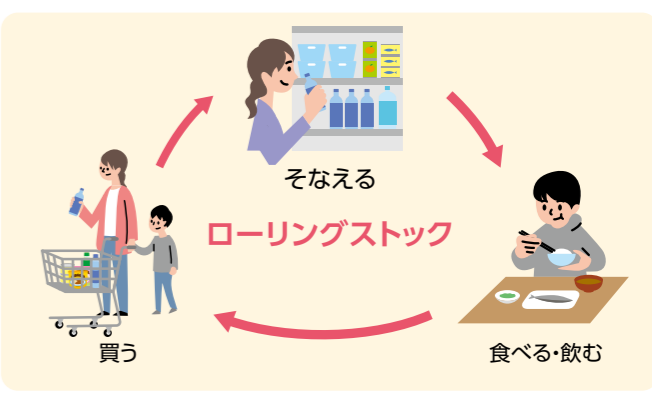 そなえる
ローリングストック
買う
食べる・飲む